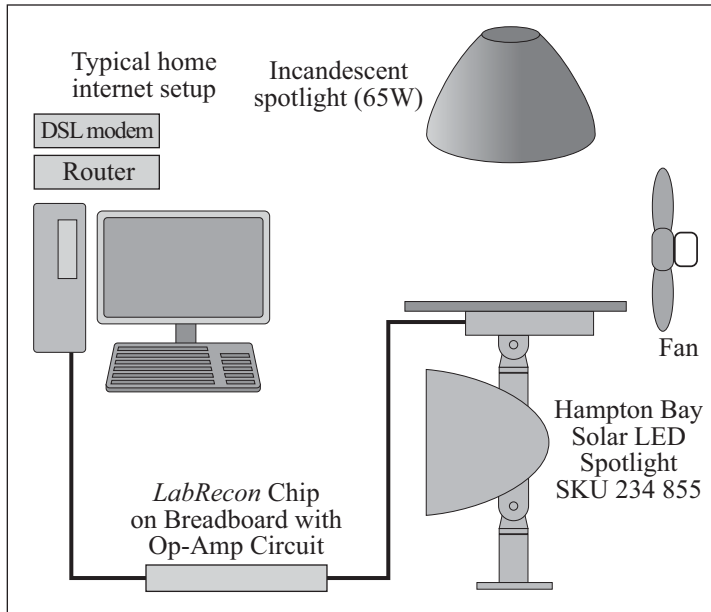 Typical home
internet setup
DSL modem
Router
Incandescent
spotlight (65W)
Fan
Hampton Bay
Solar LED
Spotlight
SKU 234 855
LabRecon Chip
on Breadboard with
Op-Amp Circuit